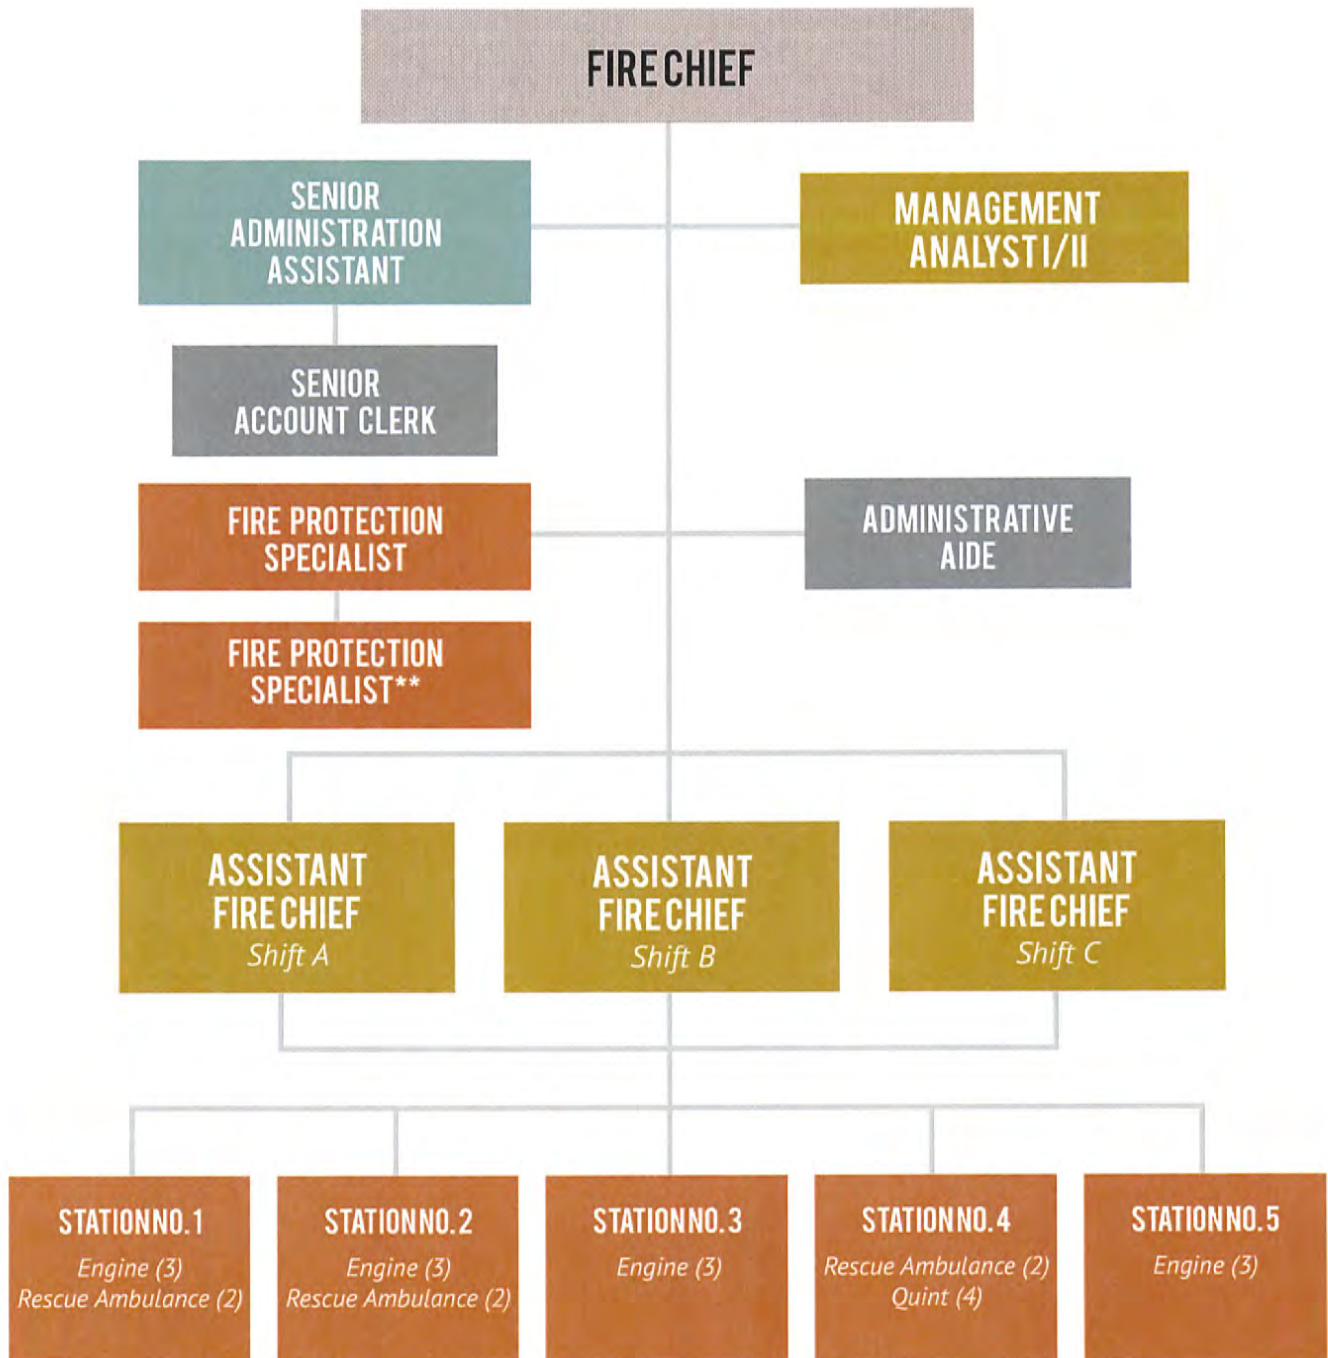 FIRE CHIEF
SENIOR
ADMINISTRATION
ASSISTANT
MANAGEMENT
ANALYST I/II
SENIOR
ACCOUNT CLERK
FIRE PROTECTION
SPECIALIST
ADMINISTRATIVE
AIDE
FIRE PROTECTION
SPECIALIST**
ASSISTANT
FIRE CHIEF
Shift A
ASSISTANT
FIRE CHIEF
Shift B
ASSISTANT
FIRE CHIEF
Shift C
STATION NO. 1
Engine (3)
Rescue Ambulance (2)
STATION NO. 2
Engine (3)
Rescue Ambulance (2)
STATION NO. 3
Engine (3)
STATION NO. 4
Rescue Ambulance (2)
Quint (4)
STATION NO. 5
Engine (3)